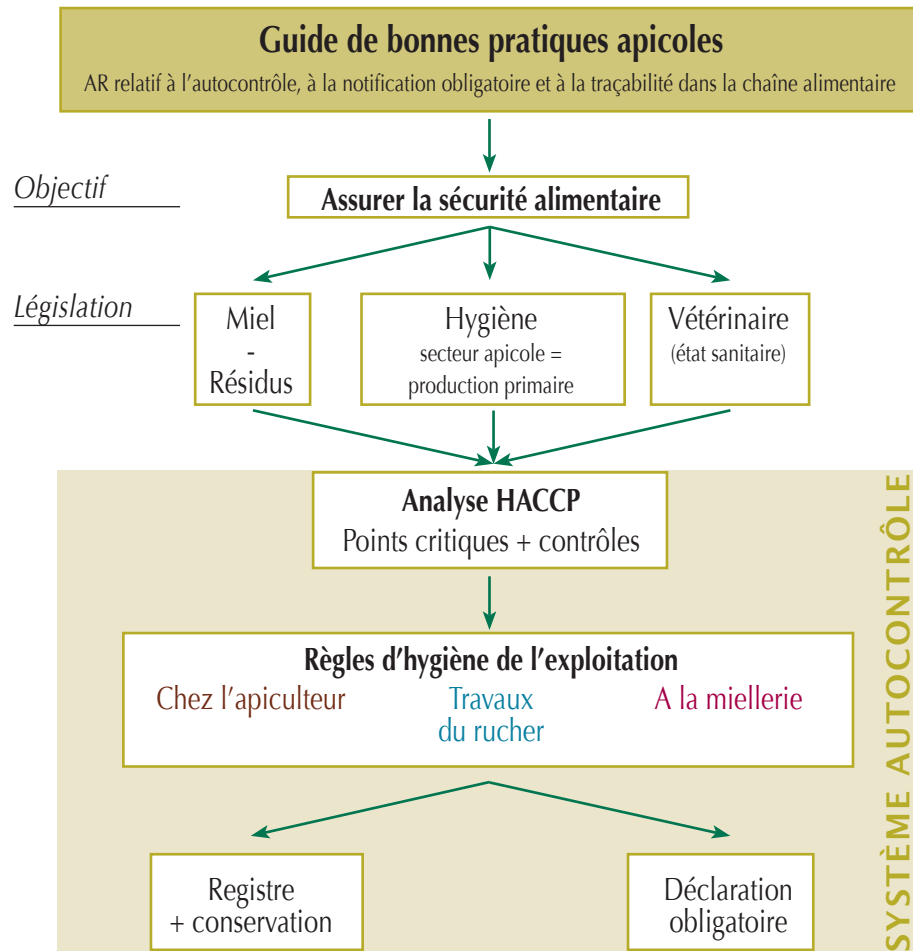 Guide de bonnes pratiques apicoles
AR relatif à l'autocontrôle, à la notification obligatoire et à la traçabilité dans la chaîne alimentaire
Objectif
Assurer la sécurité alimentaire
Législation
Miel
-
Résidus
Hygiène
secteur apicole =
production primaire
Vétérinaire
(état sanitaire)
Analyse HACCP
Points critiques + contrôles
Règles d'hygiène de l'exploitation
Chez l'apiculteur
Travaux
du rucher
A la miellerie
Registre
+ conservation
Déclaration
obligatoire
SYSTÈME AUTOCONTRÔLE